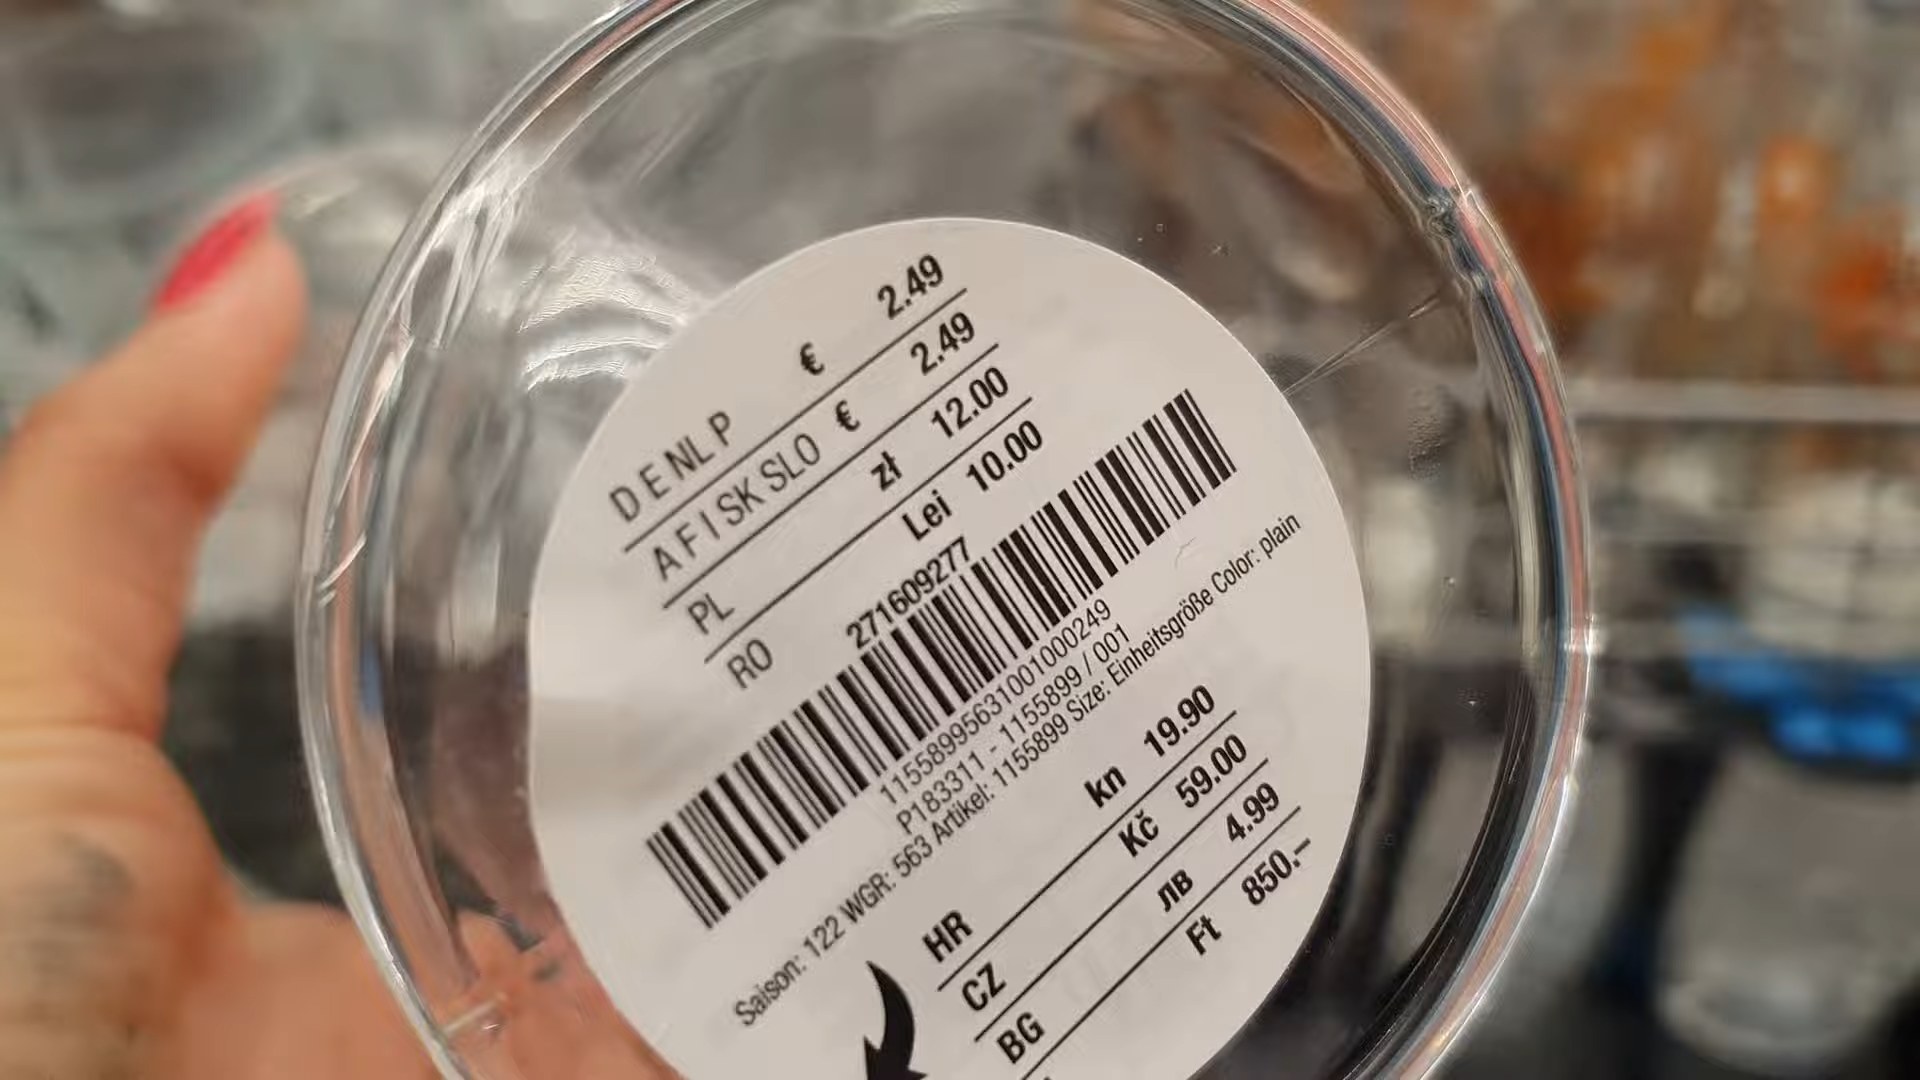 D E NL P € 2.49
A F I SK SLO € 2.49
PL zł 12.00
RO Lei 10.00
271609277
1155899563100100​0249
P183311 - 1155899 / 001
Saison: 122 WGR: 563 Artikel: 1155899 Size: Einheitsgröße Color: plain
HR kn 19.90
CZ Kč 59.00
BG лв 4.99
Ft 850.–